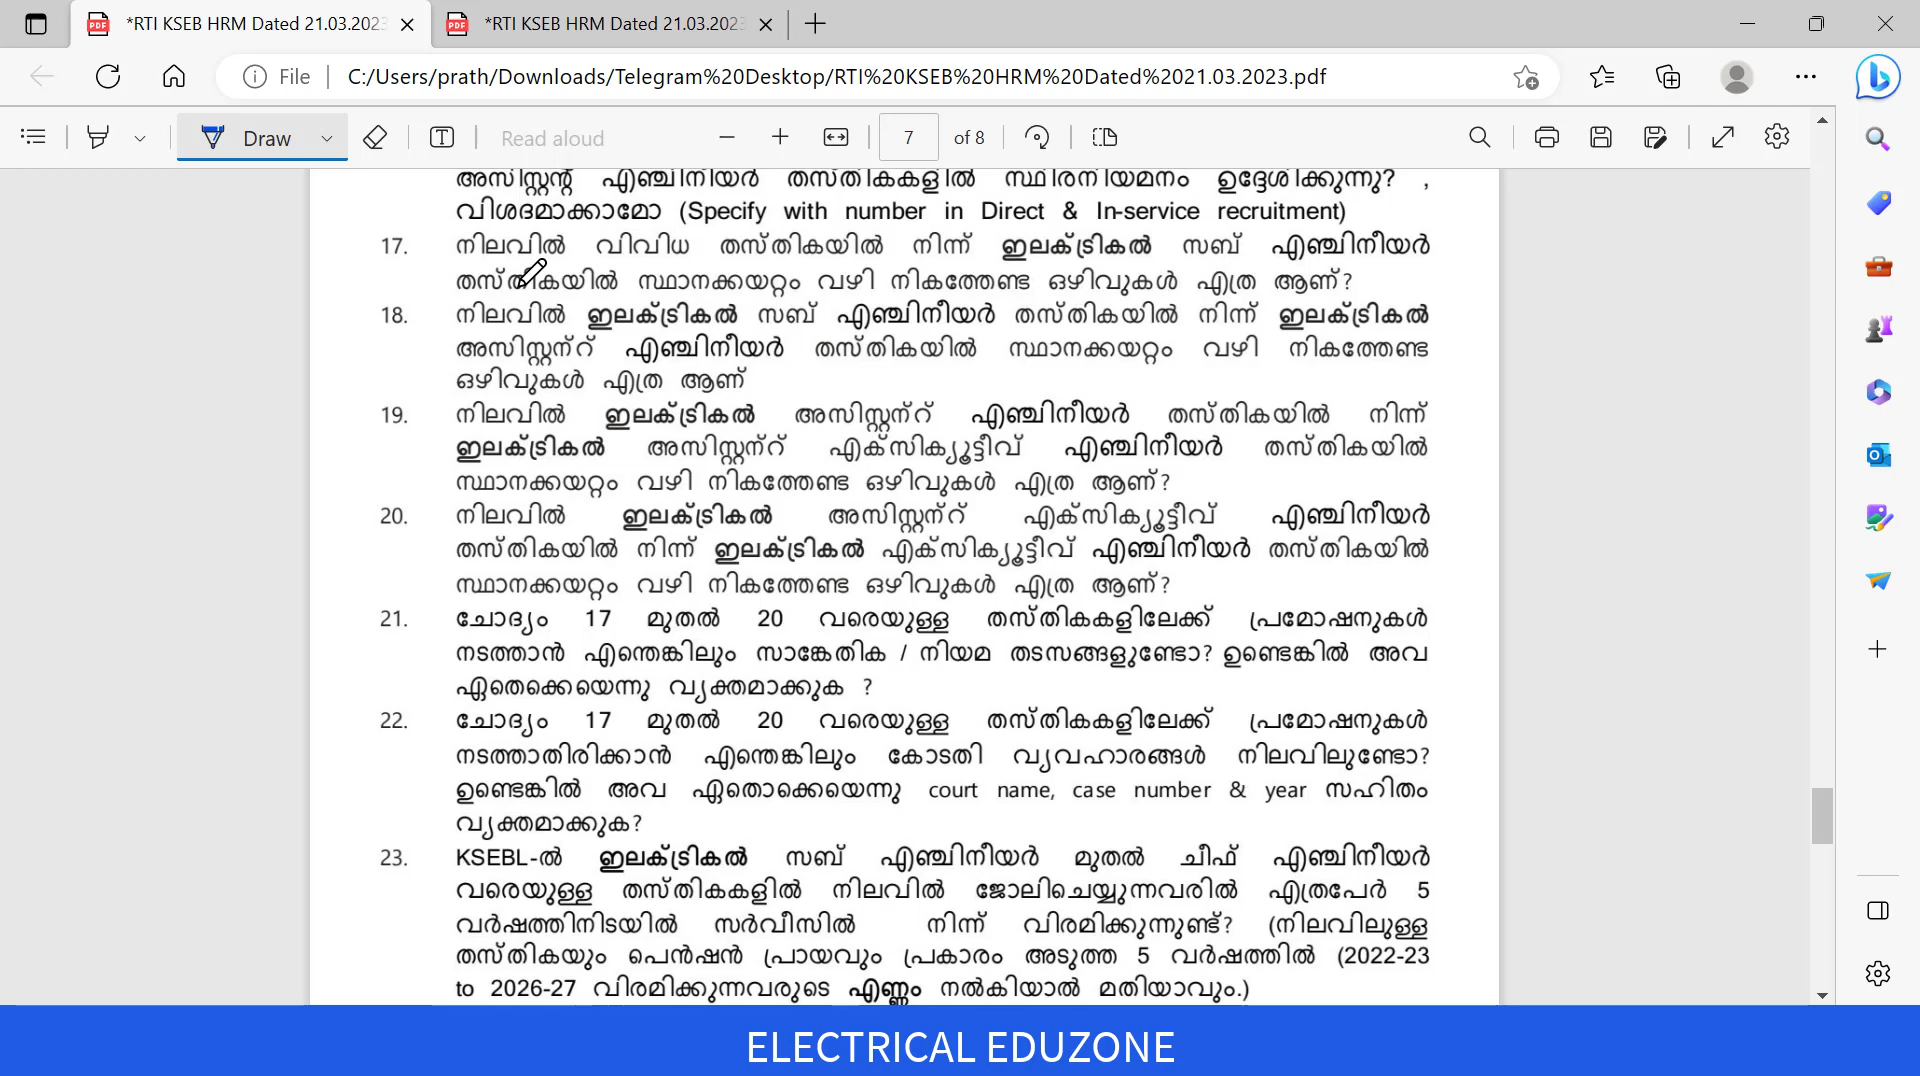 *RTI KSEB HRM Dated 21.03.2023
*RTI KSEB HRM Dated 21.03.2023
File
C:/Users/prath/Downloads/Telegram%20Desktop/RTI%20KSEB%20HRM%20Dated%2021.03.2023.pdf
Draw
Read aloud
7 of 8
അസിസ്റ്റന്റ് എഞ്ചിനീയർ തസ്തികകളിൽ സ്ഥിരനിയമനം ഉദ്ദേശിക്കുന്നു? ,
വിശദമാക്കാമോ (Specify with number in Direct & In-service recruitment)
17. നിലവിൽ വിവിധ തസ്തികയിൽ നിന്ന് ഇലക്ട്രികൽ സബ് എഞ്ചിനീയർ
തസ്തികയിൽ സ്ഥാനക്കയറ്റം വഴി നികത്തേണ്ട ഒഴിവുകൾ എത്ര ആണ്?
18. നിലവിൽ ഇലക്ട്രികൽ സബ് എഞ്ചിനീയർ തസ്തികയിൽ നിന്ന് ഇലക്ട്രികൽ
അസിസ്റ്റന്റ് എഞ്ചിനീയർ തസ്തികയിൽ സ്ഥാനക്കയറ്റം വഴി നികത്തേണ്ട
ഒഴിവുകൾ എത്ര ആണ്
19. നിലവിൽ ഇലക്ട്രികൽ അസിസ്റ്റന്റ് എഞ്ചിനീയർ തസ്തികയിൽ നിന്ന്
ഇലക്ട്രികൽ അസിസ്റ്റന്റ് എക്സിക്യൂട്ടീവ് എഞ്ചിനീയർ തസ്തികയിൽ
സ്ഥാനക്കയറ്റം വഴി നികത്തേണ്ട ഒഴിവുകൾ എത്ര ആണ്?
20. നിലവിൽ ഇലക്ട്രികൽ അസിസ്റ്റന്റ് എക്സിക്യൂട്ടീവ് എഞ്ചിനീയർ
തസ്തികയിൽ നിന്ന് ഇലക്ട്രികൽ എക്സിക്യൂട്ടീവ് എഞ്ചിനീയർ തസ്തികയിൽ
സ്ഥാനക്കയറ്റം വഴി നികത്തേണ്ട ഒഴിവുകൾ എത്ര ആണ്?
21. ചോദ്യം 17 മുതൽ 20 വരെയുള്ള തസ്തികകളിലേക്ക് പ്രമോഷനുകൾ
നടത്താൻ എന്തെങ്കിലും സാങ്കേതിക / നിയമ തടസങ്ങളുണ്ടോ? ഉണ്ടെങ്കിൽ അവ
ഏതെക്കെയെന്നു വ്യക്തമാക്കുക ?
22. ചോദ്യം 17 മുതൽ 20 വരെയുള്ള തസ്തികകളിലേക്ക് പ്രമോഷനുകൾ
നടത്താതിരിക്കാൻ എന്തെങ്കിലും കോടതി വ്യവഹാരങ്ങൾ നിലവിലുണ്ടോ?
ഉണ്ടെങ്കിൽ അവ ഏതൊക്കെയെന്നു court name, case number & year സഹിതം
വ്യക്തമാക്കുക?
23. KSEBL-ൽ ഇലക്ട്രികൽ സബ് എഞ്ചിനീയർ മുതൽ ചീഫ് എഞ്ചിനീയർ
വരെയുള്ള തസ്തികകളിൽ നിലവിൽ ജോലിചെയ്യുന്നവരിൽ എത്രപേർ 5
വർഷത്തിനിടയിൽ സർവീസിൽ നിന്ന് വിരമിക്കുന്നുണ്ട്? (നിലവിലുള്ള
തസ്തികയും പെൻഷൻ പ്രായവും പ്രകാരം അടുത്ത 5 വർഷത്തിൽ (2022-23
to 2026-27 വിരമിക്കുന്നവരുടെ എണ്ണം നൽകിയാൽ മതിയാവും.)
ELECTRICAL EDUZONE